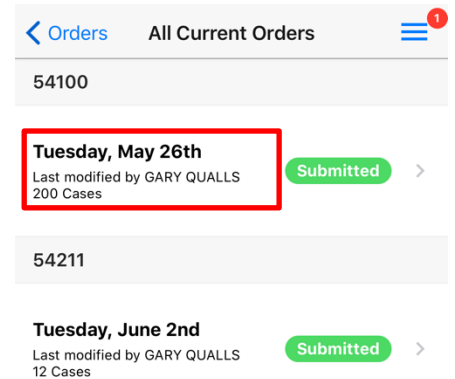 Orders All Current Orders 1
54100
Tuesday, May 26th
Last modified by GARY QUALLS
200 Cases
Submitted
54211
Tuesday, June 2nd
Last modified by GARY QUALLS
12 Cases
Submitted